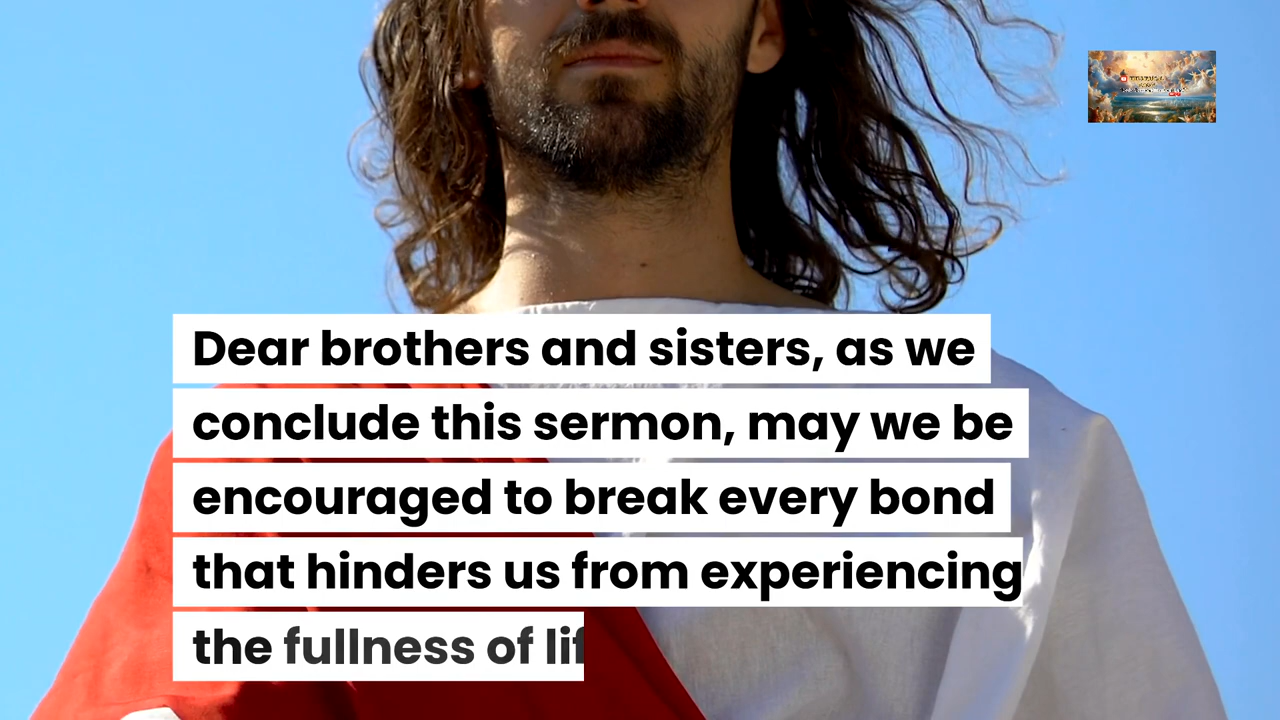 Dear brothers and sisters, as we
conclude this sermon, may we be
encouraged to break every bond
that hinders us from experiencing
the fullness of lif